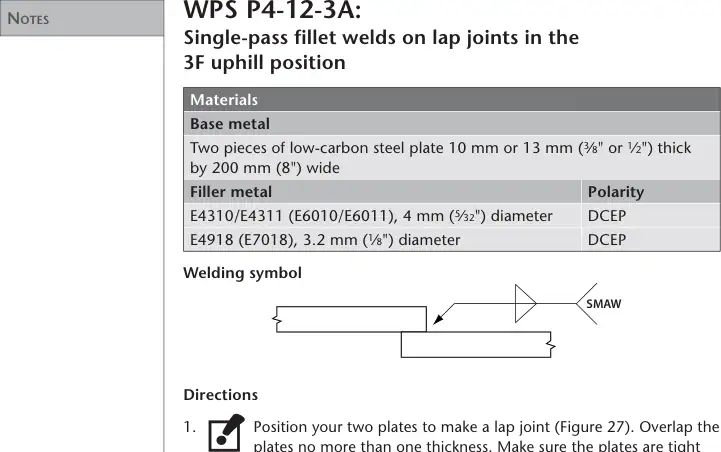 NOTES
WPS P4-12-3A:
Single-pass fillet welds on lap joints in the
3F uphill position
Materials
Base metal
Two pieces of low-carbon steel plate 10 mm or 13 mm (⅜" or ½") thick
by 200 mm (8") wide
Filler metal Polarity
E4310/E4311 (E6010/E6011), 4 mm (5⁄32") diameter DCEP
E4918 (E7018), 3.2 mm (⅛") diameter DCEP
Welding symbol
SMAW
Directions
1. Position your two plates to make a lap joint (Figure 27). Overlap the
plates no more than one thickness. Make sure the plates are tight